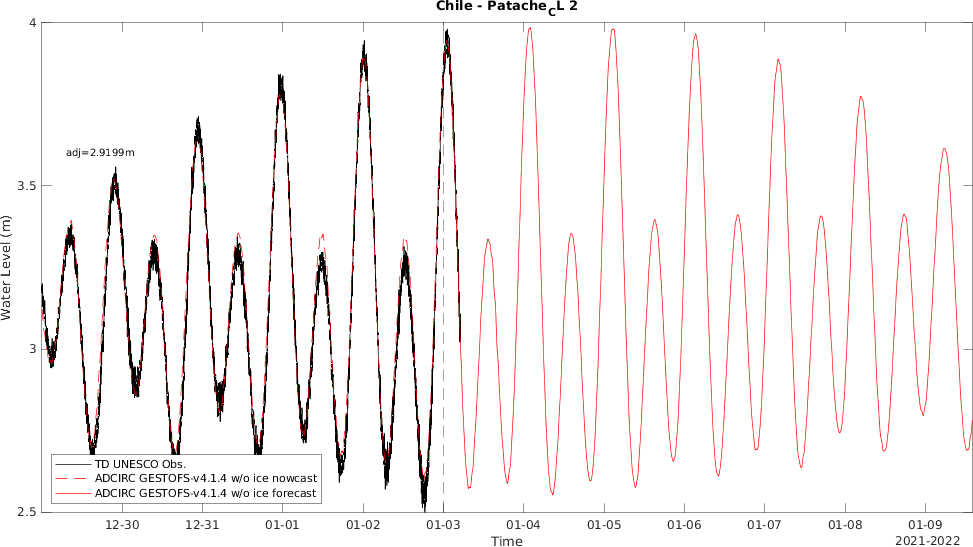 Chile - Patache_CL 2
4
adj=2.9199m
3.5
Water Level (m)
3
TD UNESCO Obs.
ADCIRC GESTOFS-v4.1.4 w/o ice nowcast
ADCIRC GESTOFS-v4.1.4 w/o ice forecast
2.5
12-30 12-31 01-01 01-02 01-03 01-04 01-05 01-06 01-07 01-08 01-09
Time
2021-2022